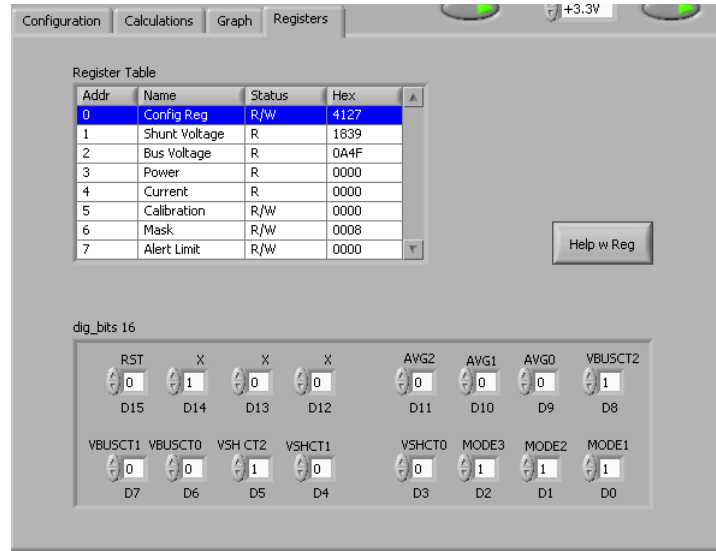 +3.3V
Configuration Calculations Graph Registers
Register Table
Addr Name Status Hex
0 Config Reg R/W 4127
1 Shunt Voltage R 1839
2 Bus Voltage R 0A4F
3 Power R 0000
4 Current R 0000
5 Calibration R/W 0000
6 Mask R/W 0008
7 Alert Limit R/W 0000
Help w Reg
dig_bits 16
RST X X X AVG2 AVG1 AVG0 VBUSCT2
0 1 0 0 0 0 0 1
D15 D14 D13 D12 D11 D10 D9 D8
VBUSCT1 VBUSCT0 VSH CT2 VSHCT1 VSHCT0 MODE3 MODE2 MODE1
0 0 1 0 0 1 1 1
D7 D6 D5 D4 D3 D2 D1 D0